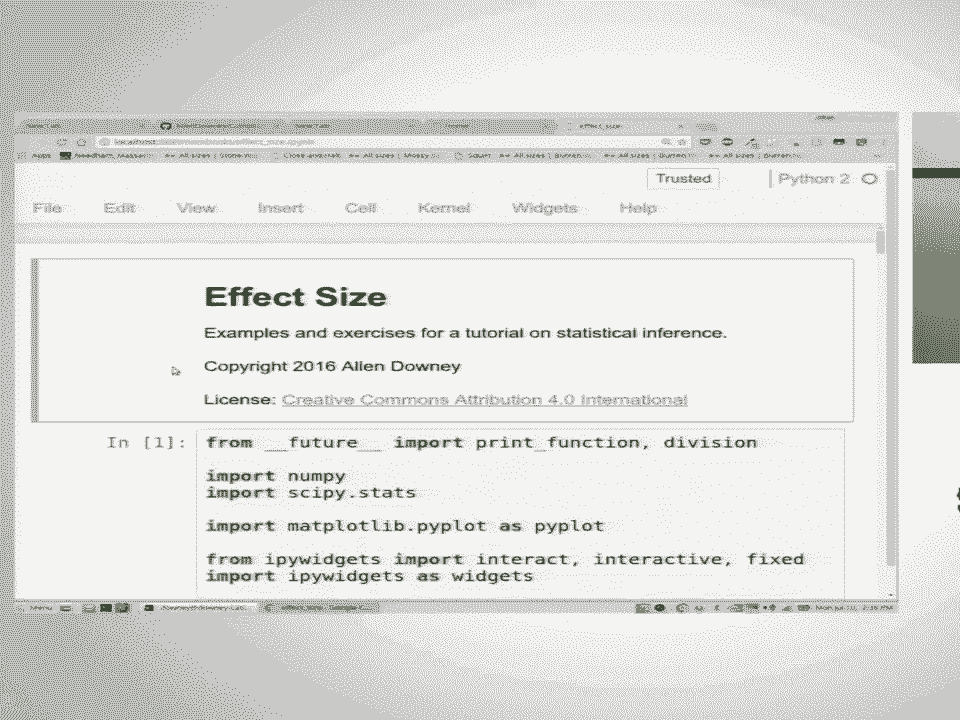 localhost
Apps
Trusted
Python 2
File Edit View Insert Cell Kernel Widgets Help
Effect Size
Examples and exercises for a tutorial on statistical inference.
Copyright 2016 Allen Downey
License: Creative Commons Attribution 4.0 International
In [1]: from __future__ import print_function, division
import numpy
import scipy.stats
import matplotlib.pyplot as pyplot
from ipywidgets import interact, interactive, fixed
import ipywidgets as widgets
Menu